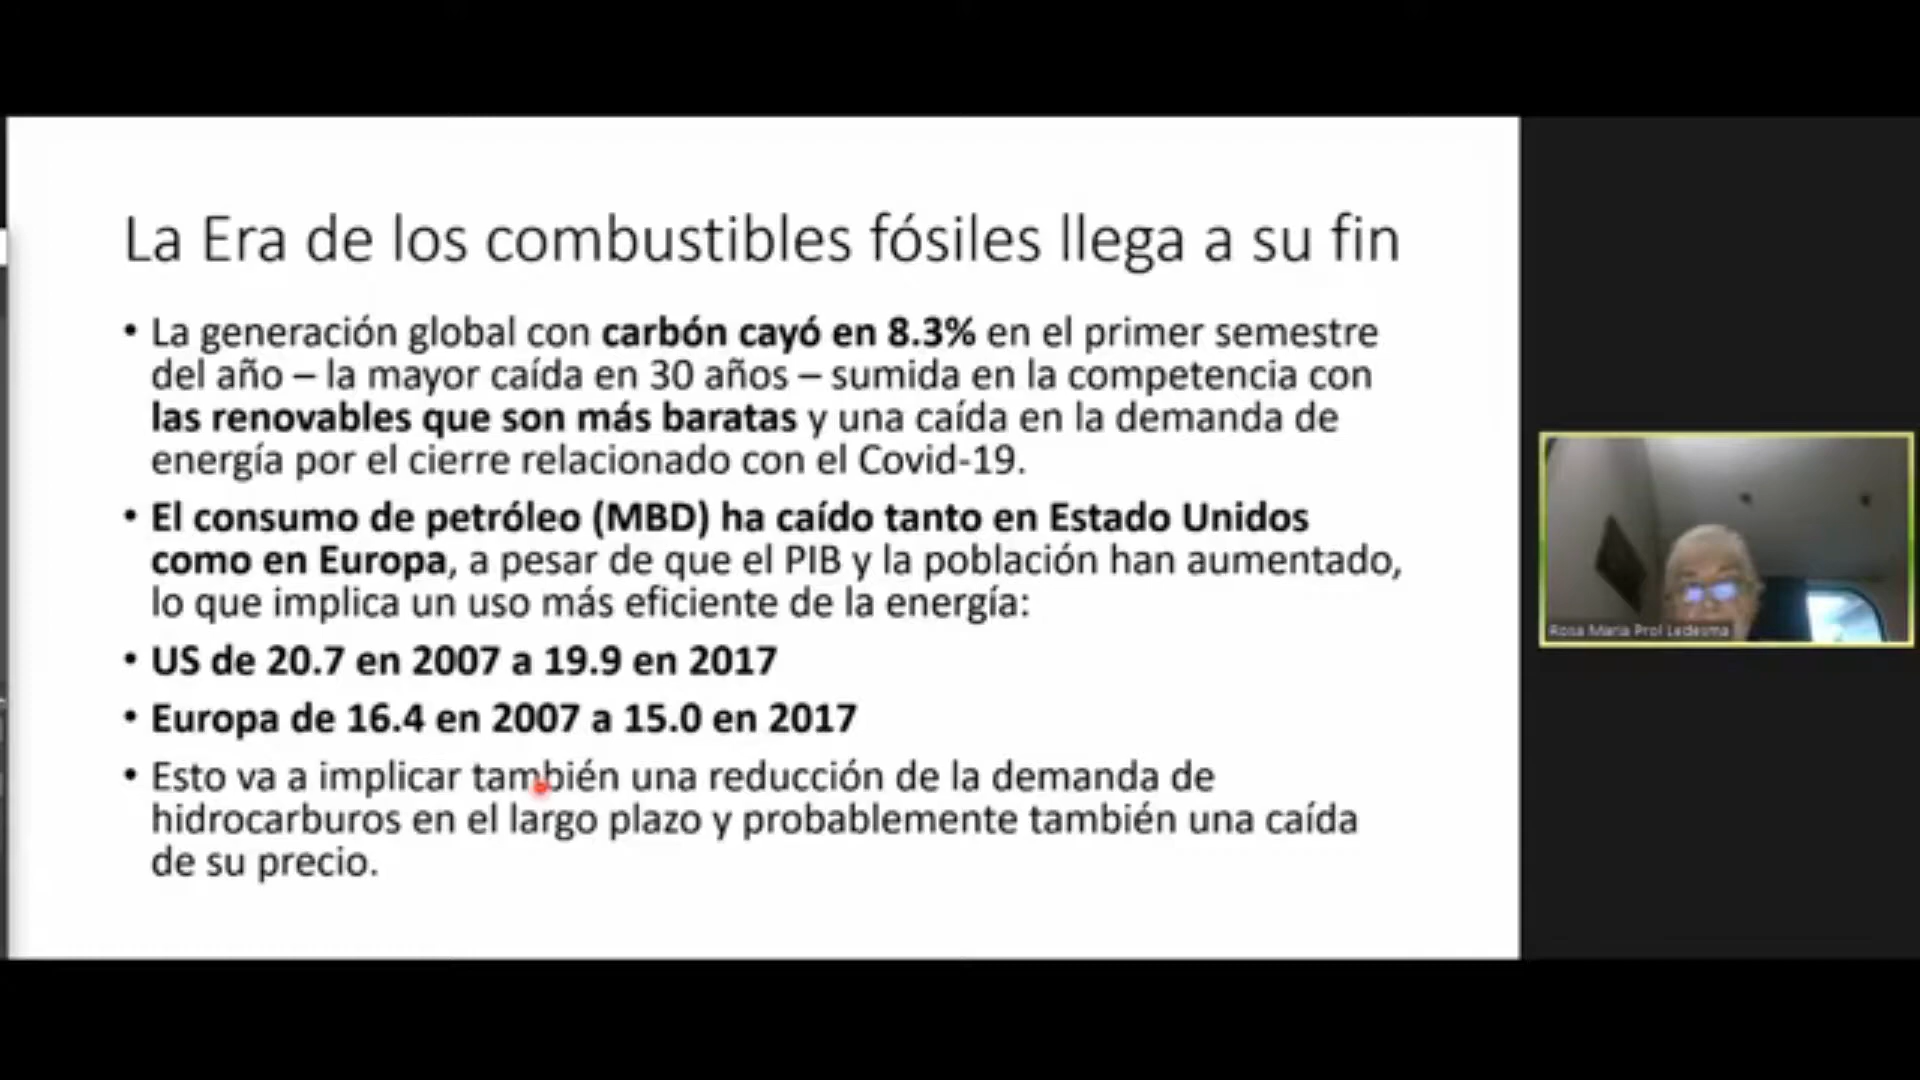 La Era de los combustibles fósiles llega a su fin
• La generación global con carbón cayó en 8.3% en el primer semestre
del año – la mayor caída en 30 años – sumida en la competencia con
las renovables que son más baratas y una caída en la demanda de
energía por el cierre relacionado con el Covid-19.
• El consumo de petróleo (MBD) ha caído tanto en Estado Unidos
como en Europa, a pesar de que el PIB y la población han aumentado,
lo que implica un uso más eficiente de la energía:
• US de 20.7 en 2007 a 19.9 en 2017
• Europa de 16.4 en 2007 a 15.0 en 2017
• Esto va a implicar también una reducción de la demanda de
hidrocarburos en el largo plazo y probablemente también una caída
de su precio.
Rosa Maria Prol Ledesma